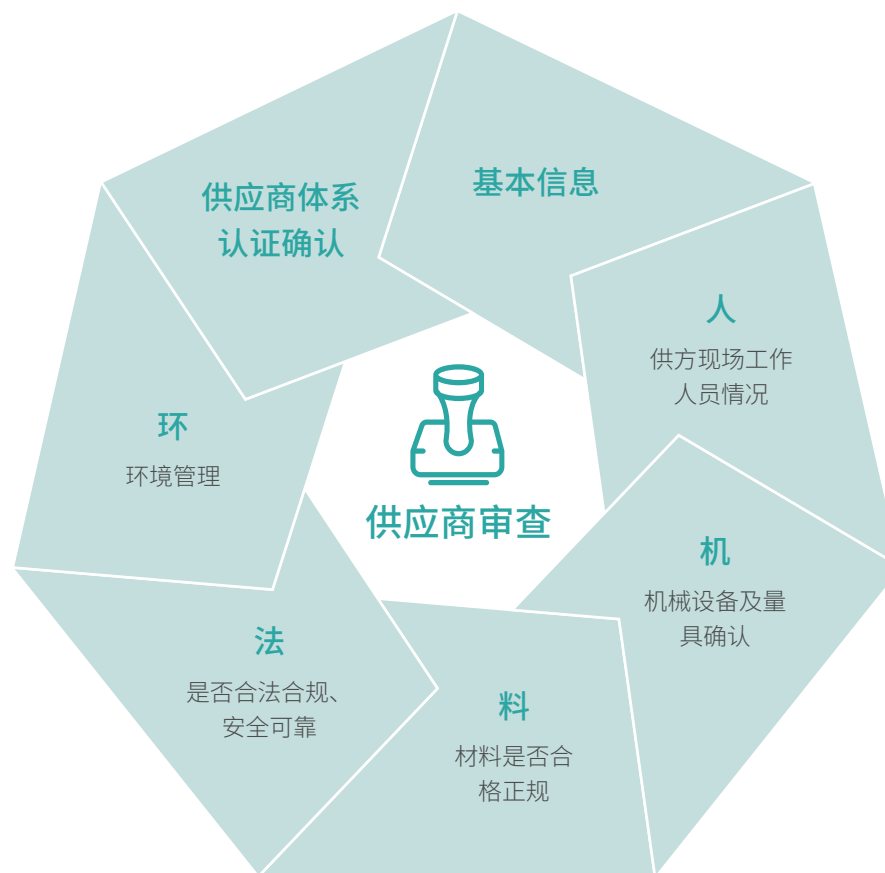 基本信息
人
供方现场工作
人员情况
机
机械设备及量
具确认
料
材料是否合
格正规
法
是否合法合规、
安全可靠
环
环境管理
供应商体系
认证确认
供应商审查